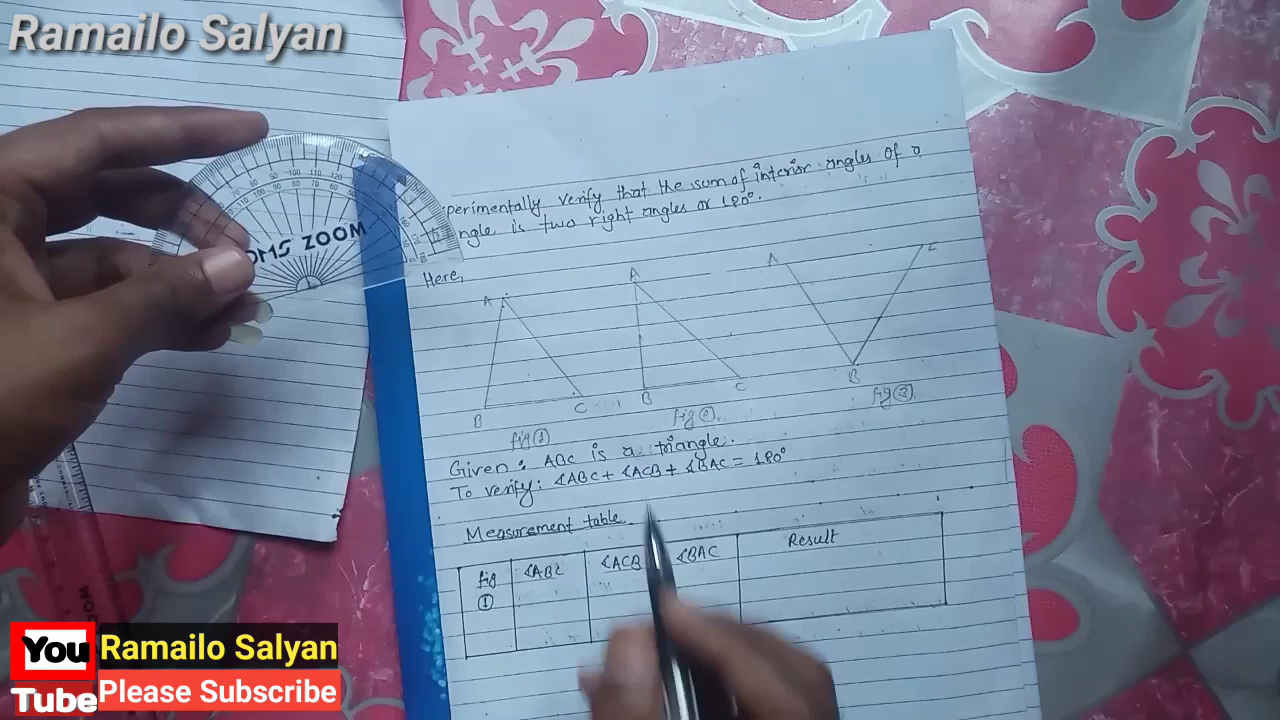 Ramailo Salyan
OMS ZOOM
perimentally verify that the sum of interior angles of a
ngle is two right angles or 180°.
Here,
A
A
A
C
B
C
B
C
B
fig ①
fig ②
fig ③
Given: ABC is a triangle.
To verify: ∢ABC + ∢ACB + ∢BAC = 180°
Measurement table
fig ∢ABC ∢ACB ∢BAC Result
①
You Ramailo Salyan
Tube Please Subscribe